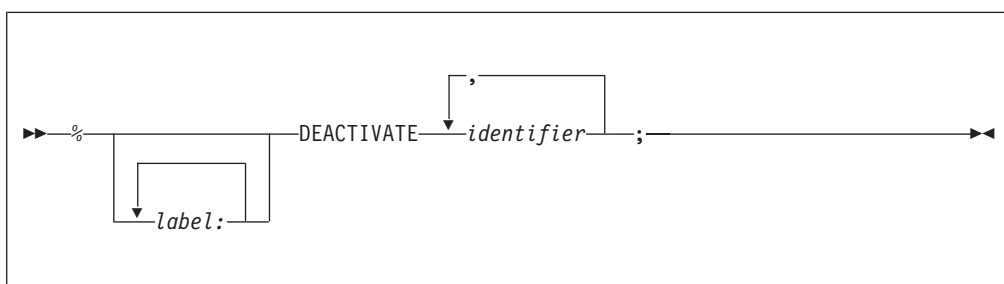 ,
% DEACTIVATE identifier ;
label: